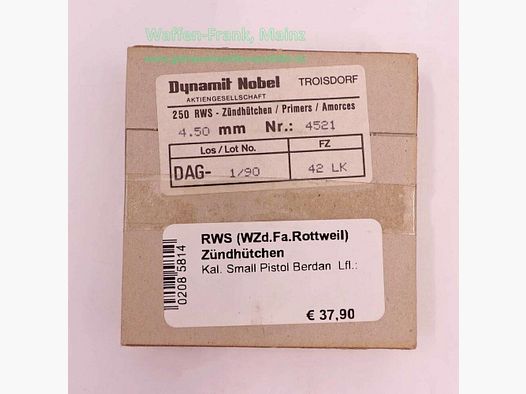 Waffen-Frank, Mainz
Dynamit Nobel TROISDORF
AKTIENGESELLSCHAFT
250 RWS - Zündhütchen / Primers / Amorces
4.50 mm Nr.: 4521
Los / Lot No. FZ
DAG- 1/90 42 LK
RWS (WZd.Fa.Rottweil)
Zündhütchen
Kal. Small Pistol Berdan Lfl.:
€ 37,90
0208 5814